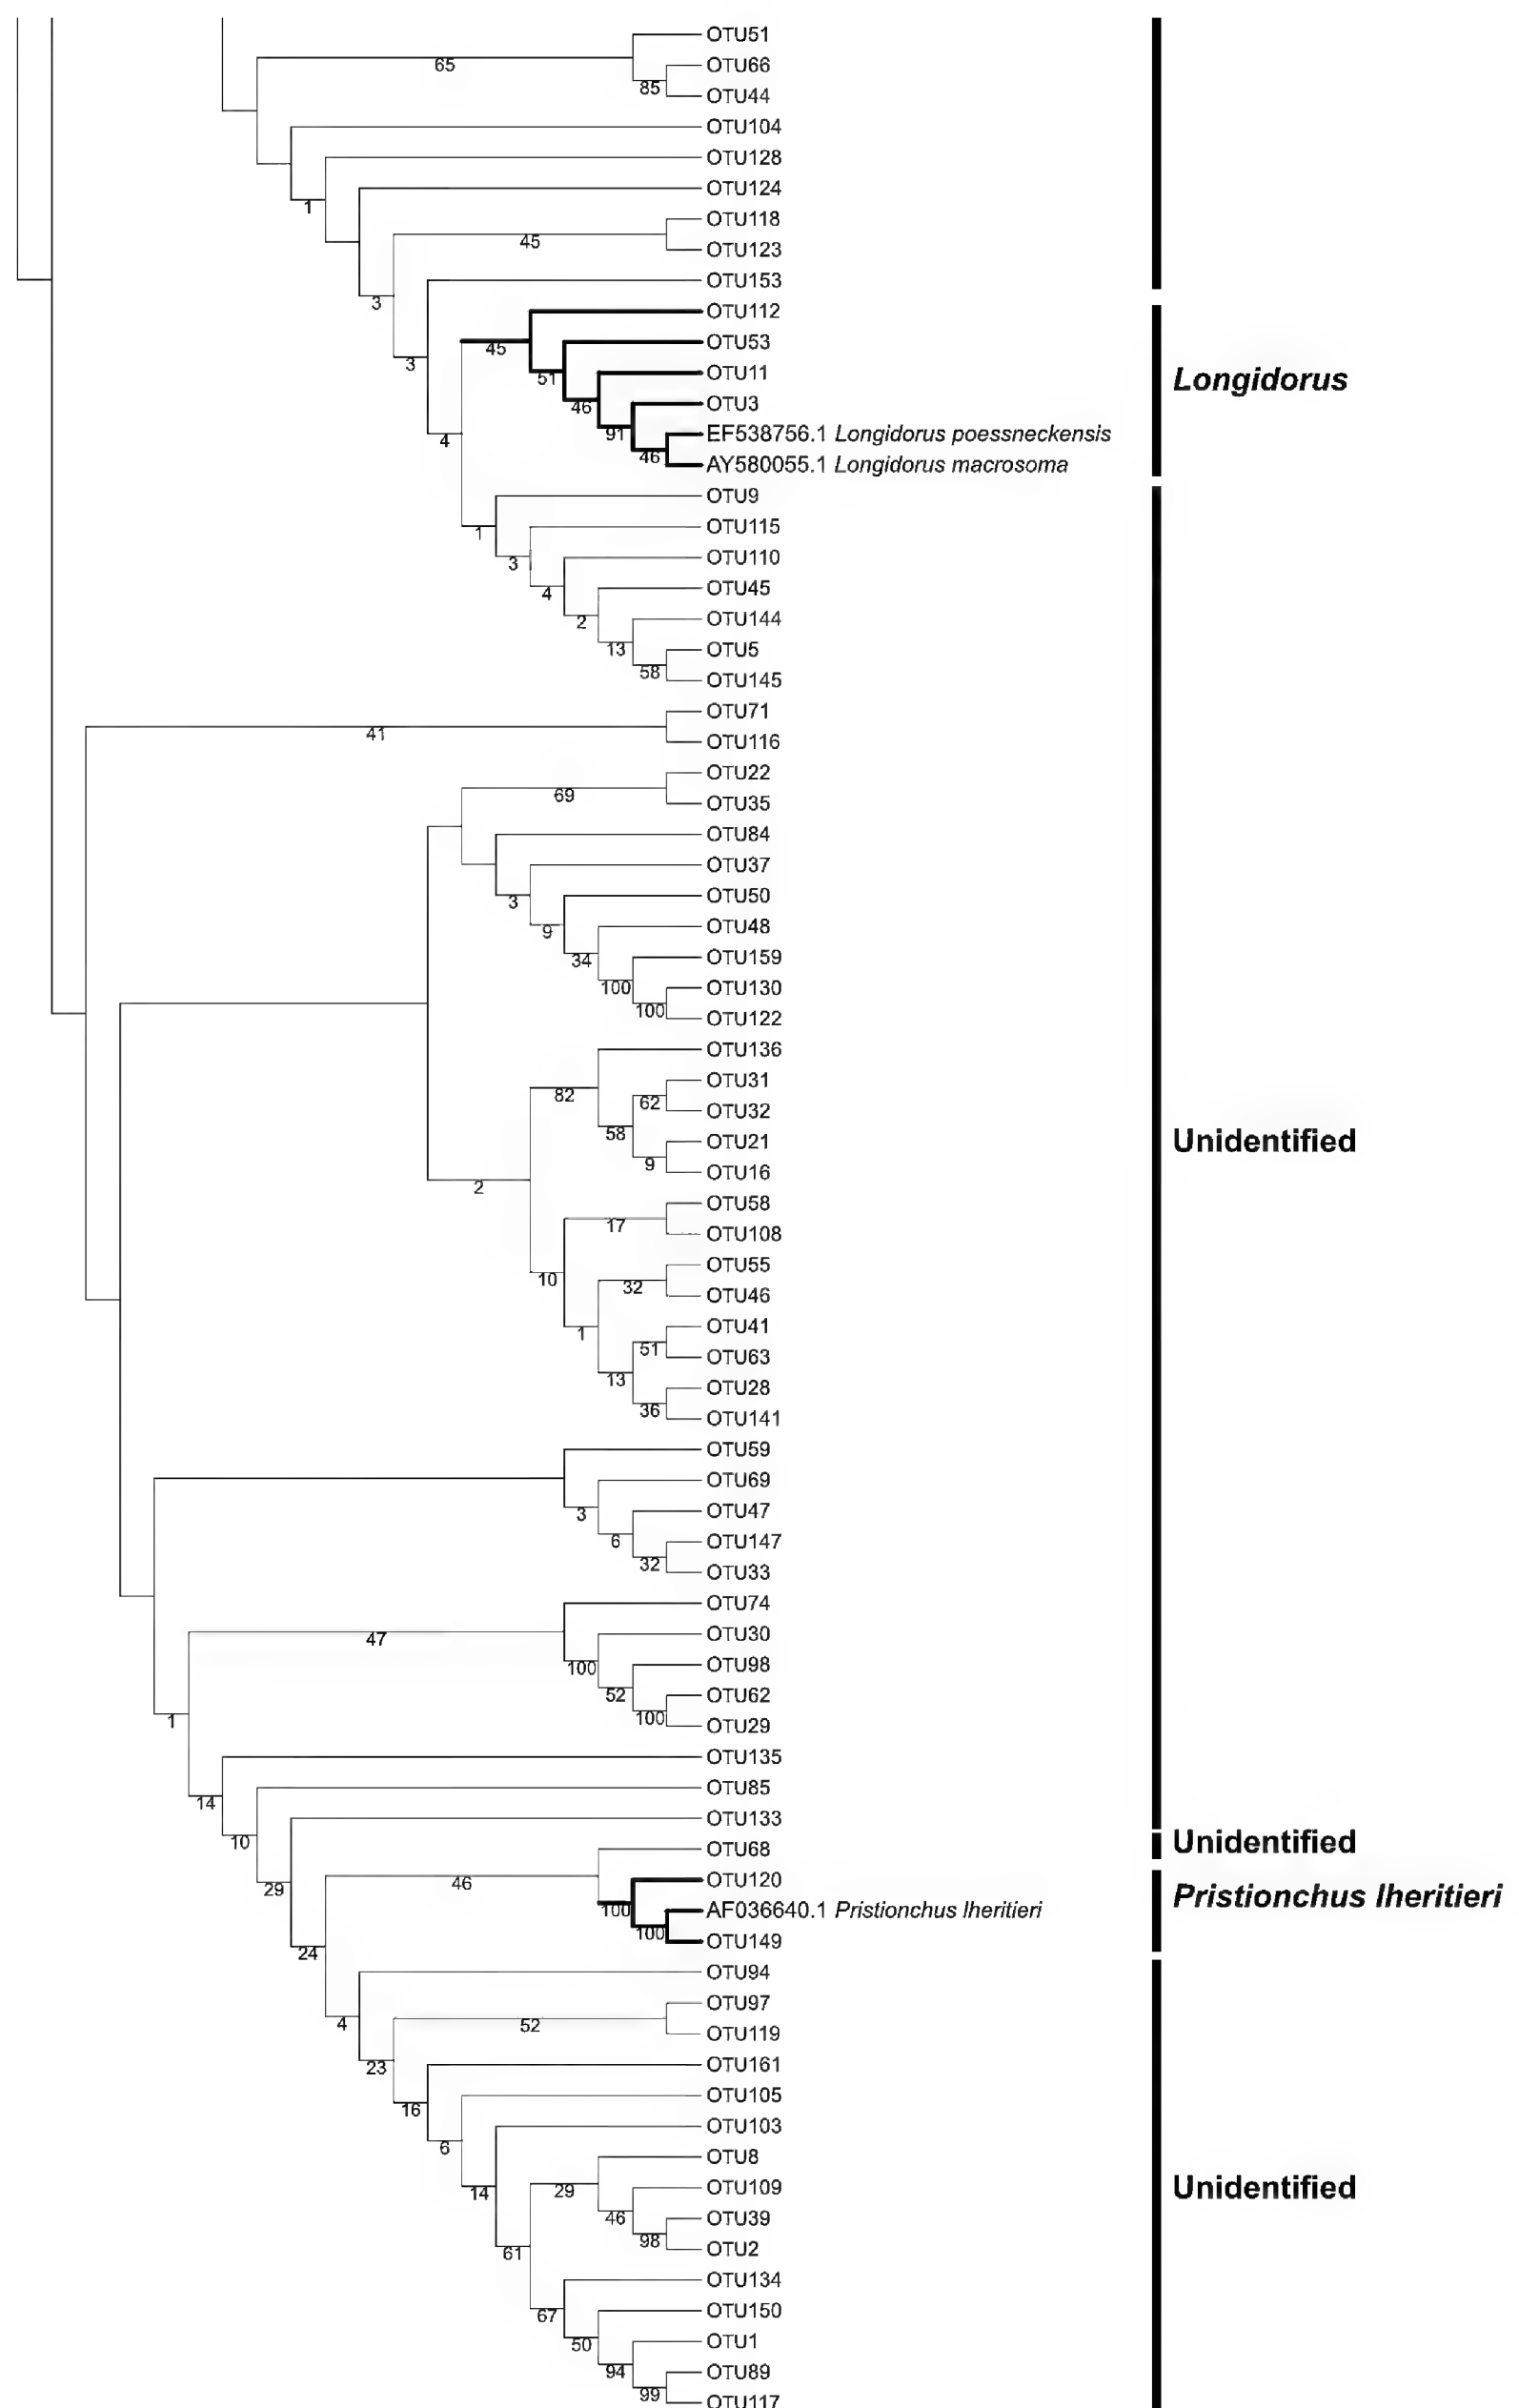 OTU51
65
OTU66
85
OTU44
OTU104
OTU128
1
OTU124
OTU118
45
OTU123
OTU153
3
OTU112
45
OTU53
3
51
OTU11
Longidorus
46
OTU3
91
EF538756.1 Longidorus poessneckensis
4
46
AY580055.1 Longidorus macrosoma
OTU9
1
OTU115
3
OTU110
4
OTU45
2
OTU144
13
OTU5
58
OTU145
OTU71
41
OTU116
OTU22
69
OTU35
OTU84
OTU37
3
OTU50
9
OTU48
34
OTU159
100
OTU130
100
OTU122
OTU136
OTU31
82
62
OTU32
58
OTU21
Unidentified
9
OTU16
2
OTU58
17
OTU108
OTU55
10
32
OTU46
1
OTU41
51
OTU63
13
OTU28
36
OTU141
OTU59
OTU69
3
OTU47
6
OTU147
32
OTU33
OTU74
47
OTU30
100
OTU98
52
OTU62
100
OTU29
1
OTU135
OTU85
14
OTU133
10
Unidentified
OTU68
46
OTU120
29
Pristionchus lheritieri
100
AF036640.1 Pristionchus lheritieri
100
OTU149
24
OTU94
OTU97
4
52
OTU119
23
OTU161
OTU105
16
OTU103
6
OTU8
14
29
OTU109
Unidentified
46
OTU39
98
OTU2
61
OTU134
67
OTU150
50
OTU1
94
OTU89
99
OTU117